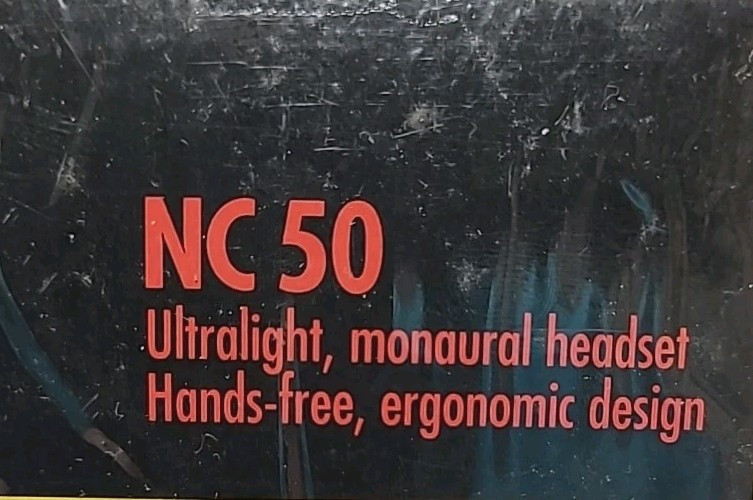 NC 50
Ultralight, monaural headset
Hands-free, ergonomic design